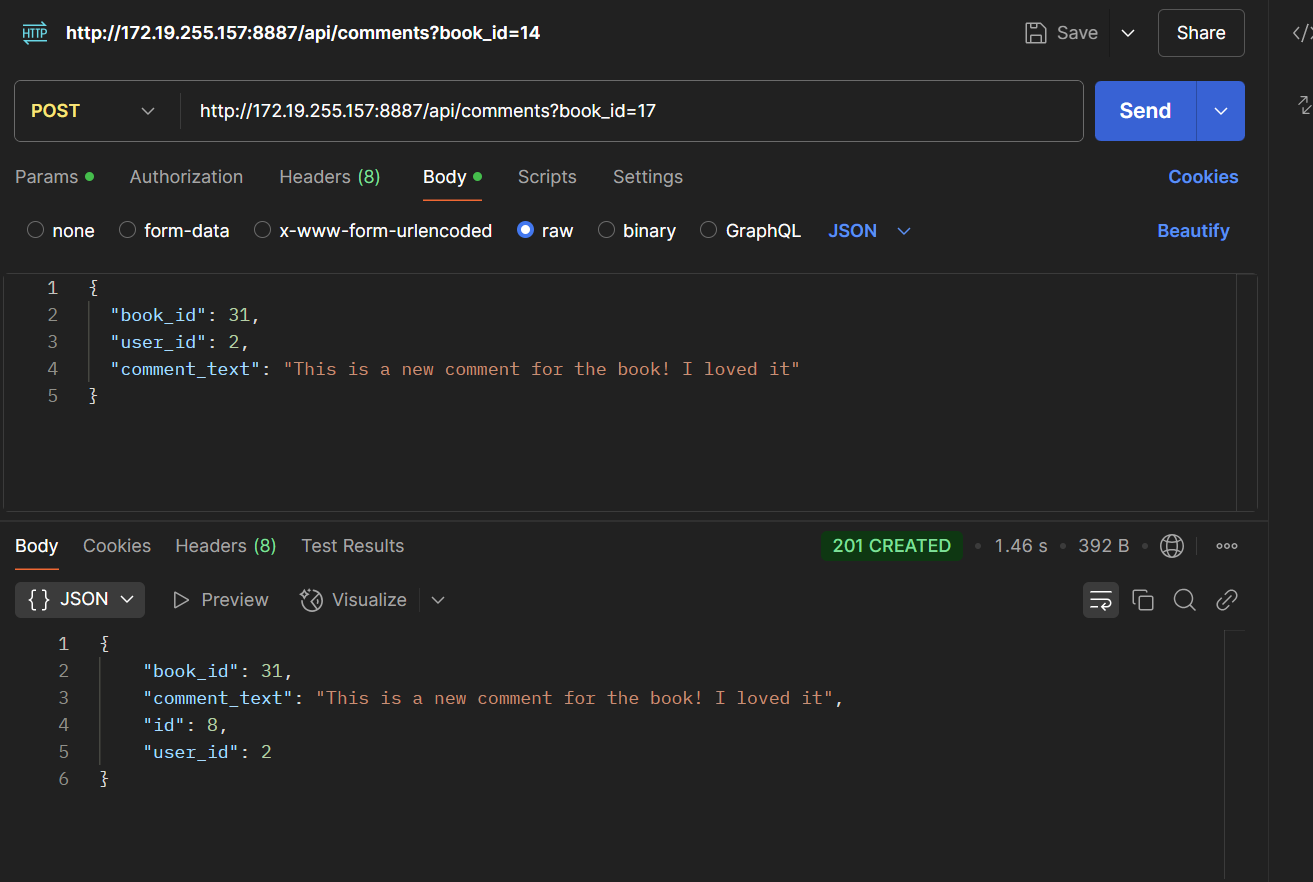 HTTP http://172.19.255.157:8887/api/comments?book_id=14 Save Share
POST http://172.19.255.157:8887/api/comments?book_id=17 Send
Params Authorization Headers (8) Body Scripts Settings Cookies
none form-data x-www-form-urlencoded raw binary GraphQL JSON Beautify
1 {
2 "book_id": 31,
3 "user_id": 2,
4 "comment_text": "This is a new comment for the book! I loved it"
5 }
Body Cookies Headers (8) Test Results 201 CREATED • 1.46 s • 392 B •
{} JSON Preview Visualize
1 {
2 "book_id": 31,
3 "comment_text": "This is a new comment for the book! I loved it",
4 "id": 8,
5 "user_id": 2
6 }